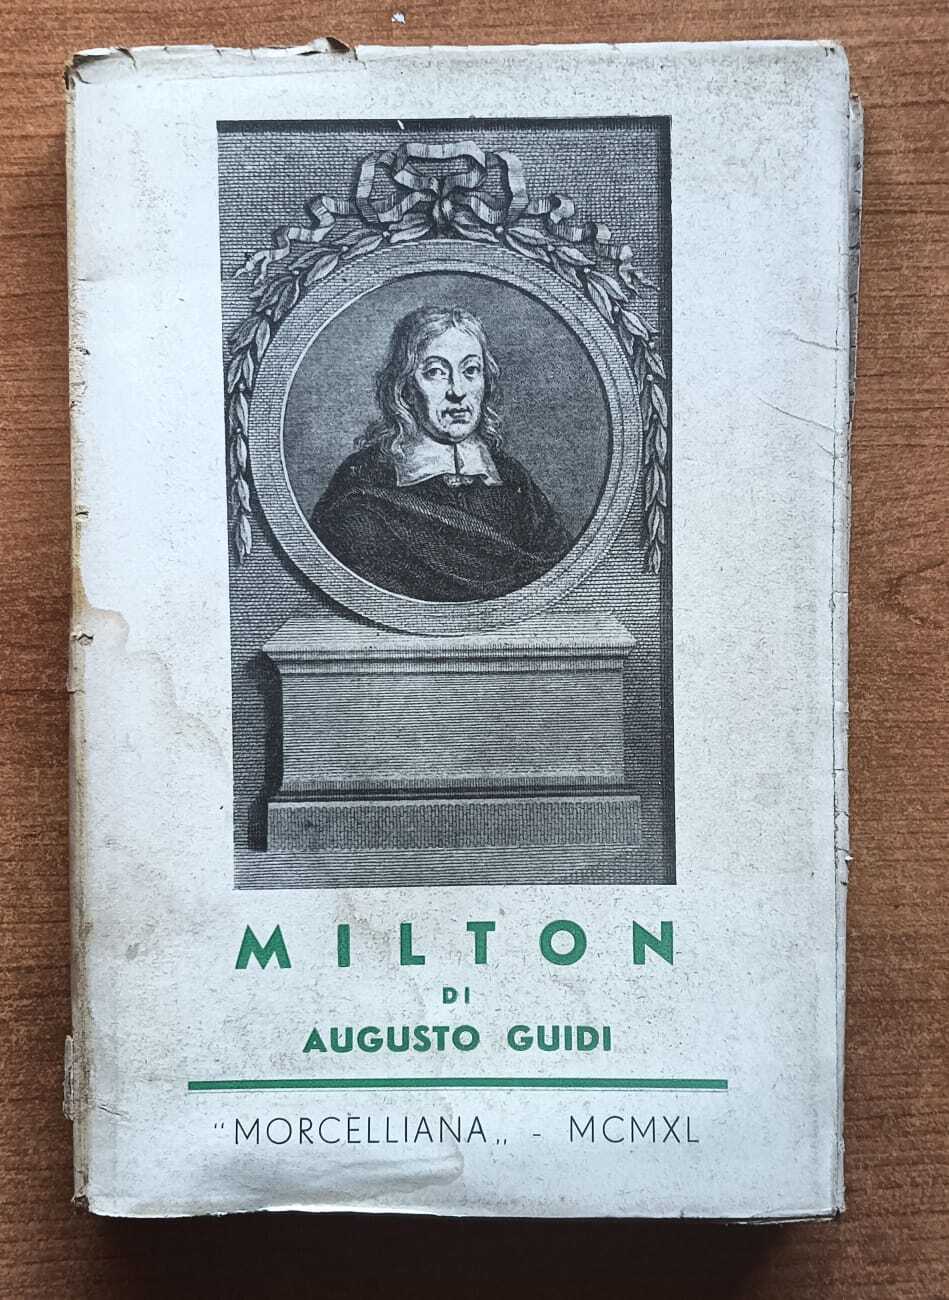 MILTON
DI
AUGUSTO GUIDI
"MORCELLIANA„ - MCMXL